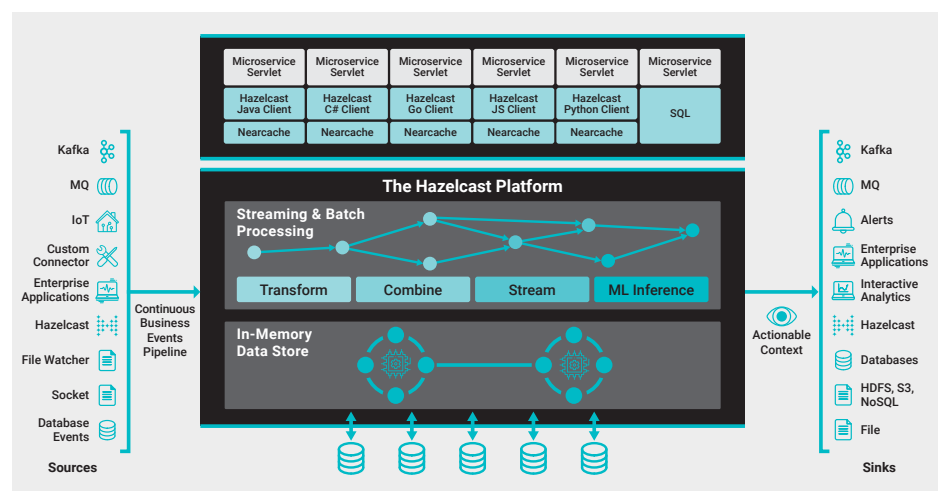 Microservice
Servlet
Microservice
Servlet
Microservice
Servlet
Microservice
Servlet
Microservice
Servlet
Microservice
Servlet
Hazelcast
Java Client
Hazelcast
C# Client
Hazelcast
Go Client
Hazelcast
JS Client
Hazelcast
Python Client
SQL
Nearcache
Nearcache
Nearcache
Nearcache
Nearcache
Kafka
MQ
IoT
Custom
Connector
Enterprise
Applications
Hazelcast
File Watcher
Socket
Database
Events
Sources
Continuous
Business
Events
Pipeline
The Hazelcast Platform
Streaming & Batch
Processing
Transform
Combine
Stream
ML Inference
In-Memory
Data Store
Actionable
Context
Kafka
MQ
Alerts
Enterprise
Applications
Interactive
Analytics
Hazelcast
Databases
HDFS, S3,
NoSQL
File
Sinks